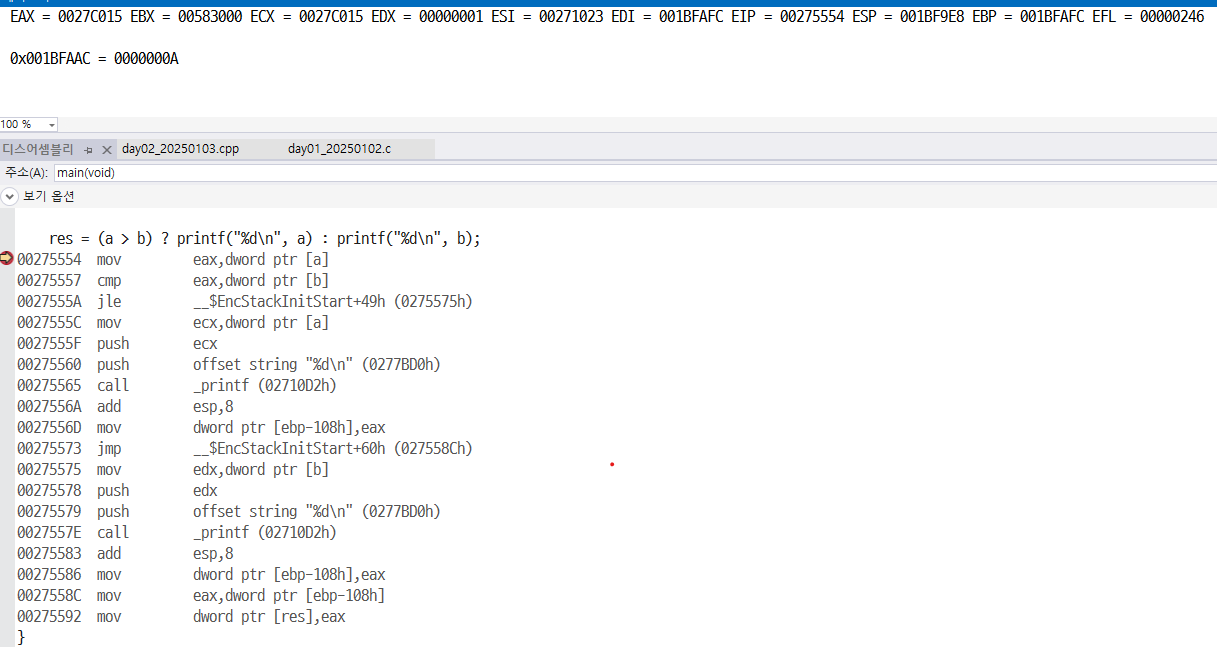 EAX = 0027C015 EBX = 00583000 ECX = 0027C015 EDX = 00000001 ESI = 00271023 EDI = 001BFAFC EIP = 00275554 ESP = 001BF9E8 EBP = 001BFAFC EFL = 00000246
0x001BFAAC = 0000000A
100 %
디스어셈블리 day02_20250103.cpp day01_20250102.c
주소(A): main(void)
보기 옵션
res = (a > b) ? printf("%d\n", a) : printf("%d\n", b);
00275554 mov eax,dword ptr [a]
00275557 cmp eax,dword ptr [b]
0027555A jle __$EncStackInitStart+49h (0275575h)
0027555C mov ecx,dword ptr [a]
0027555F push ecx
00275560 push offset string "%d\n" (0277BD0h)
00275565 call _printf (02710D2h)
0027556A add esp,8
0027556D mov dword ptr [ebp-108h],eax
00275573 jmp __$EncStackInitStart+60h (027558Ch)
00275575 mov edx,dword ptr [b]
00275578 push edx
00275579 push offset string "%d\n" (0277BD0h)
0027557E call _printf (02710D2h)
00275583 add esp,8
00275586 mov dword ptr [ebp-108h],eax
0027558C mov eax,dword ptr [ebp-108h]
00275592 mov dword ptr [res],eax
}